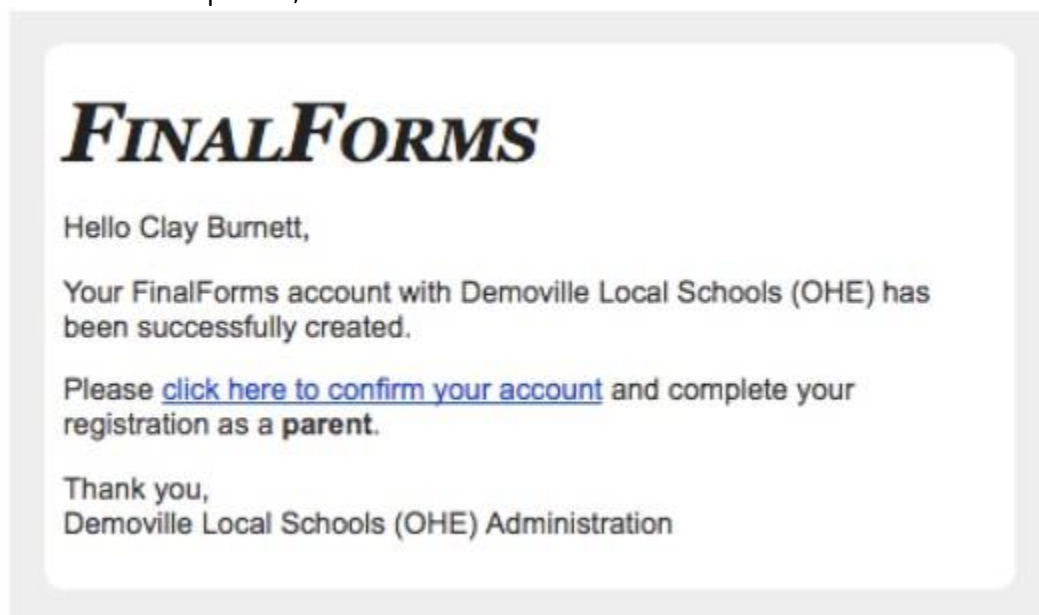 FINALFORMS
Hello Clay Burnett,
Your FinalForms account with Demoville Local Schools (OHE) has
been successfully created.
Please click here to confirm your account and complete your
registration as a parent.
Thank you,
Demoville Local Schools (OHE) Administration